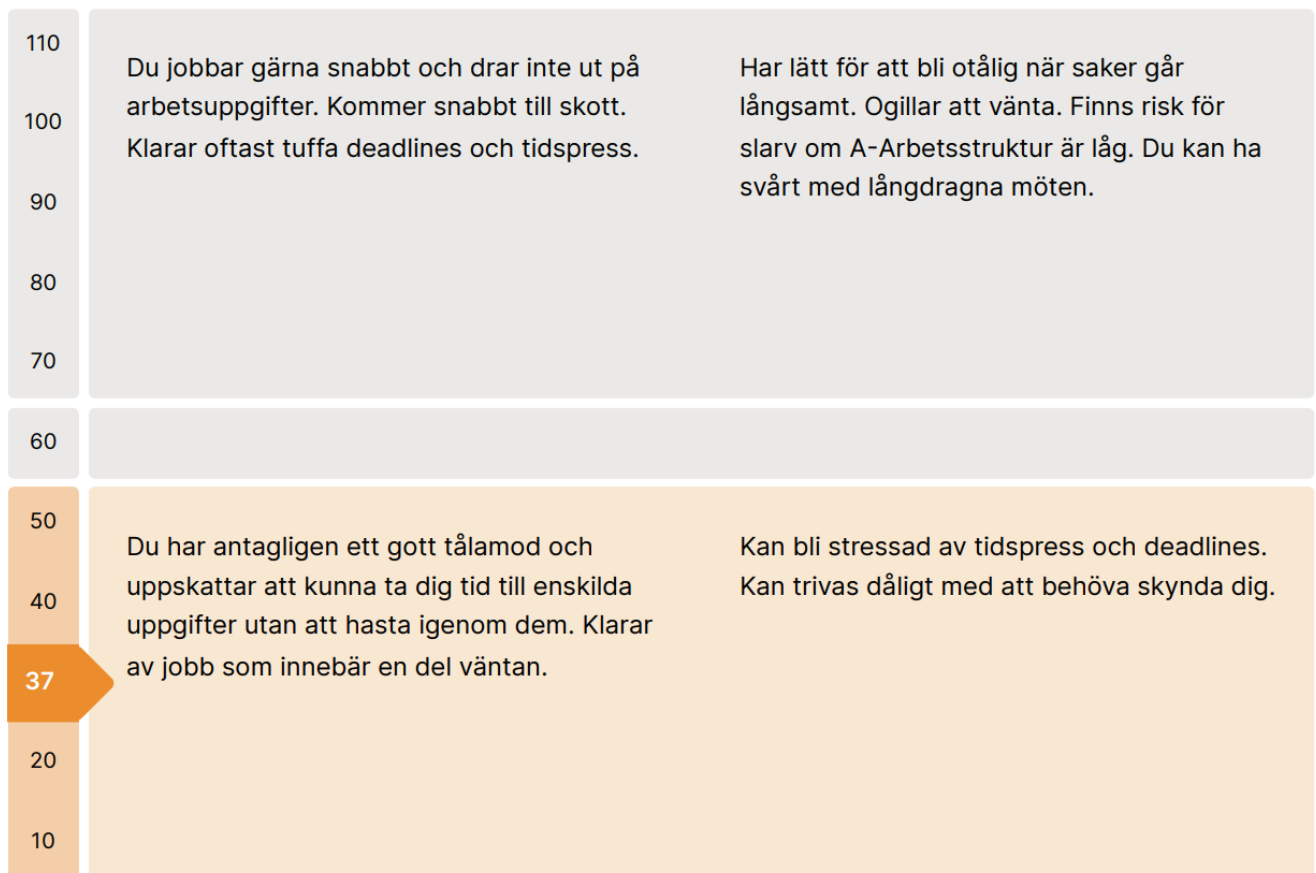 110
100
90
80
70
Du jobbar gärna snabbt och drar inte ut på
arbetsuppgifter. Kommer snabbt till skott.
Klarar oftast tuffa deadlines och tidspress.
Har lätt för att bli otålig när saker går
långsamt. Ogillar att vänta. Finns risk för
slarv om A-Arbetsstruktur är låg. Du kan ha
svårt med långdragna möten.
60
50
40
37
20
10
Du har antagligen ett gott tålamod och
uppskattar att kunna ta dig tid till enskilda
uppgifter utan att hasta igenom dem. Klarar
av jobb som innebär en del väntan.
Kan bli stressad av tidspress och deadlines.
Kan trivas dåligt med att behöva skynda dig.